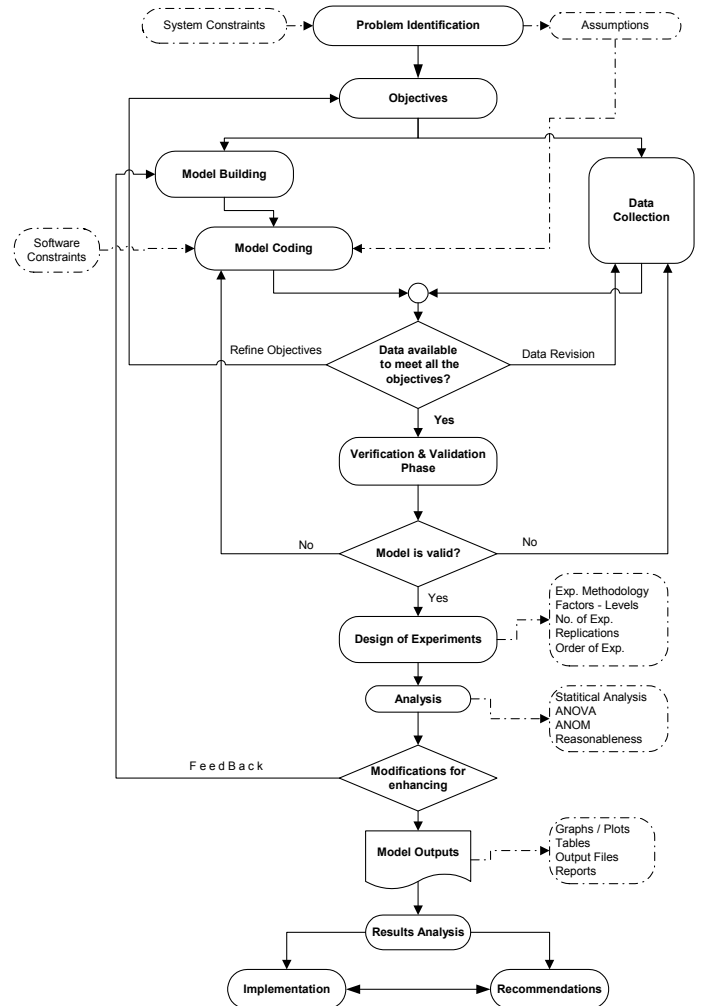 System Constraints
Problem Identification
Assumptions
Objectives
Model Building
Data
Collection
Software
Constraints
Model Coding
Refine Objectives
Data available
to meet all the
objectives?
Data Revision
Yes
Verification & Validation
Phase
No
Model is valid?
No
Yes
Exp. Methodology
Factors - Levels
No. of Exp.
Replications
Order of Exp.
Design of Experiments
Analysis
Statitical Analysis
ANOVA
ANOM
Reasonableness
FeedBack
Modifications for
enhancing
Model Outputs
Graphs / Plots
Tables
Output Files
Reports
Results Analysis
Implementation
Recommendations